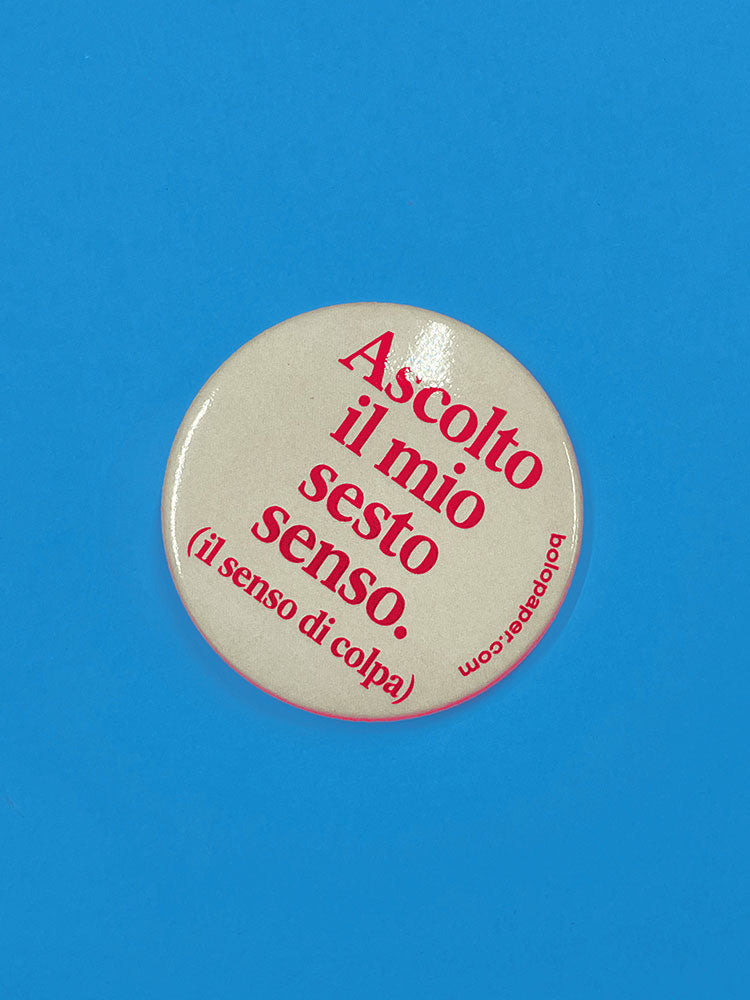 Ascolto
il mio
sesto
senso.
(il senso di colpa)
bolopaper.com